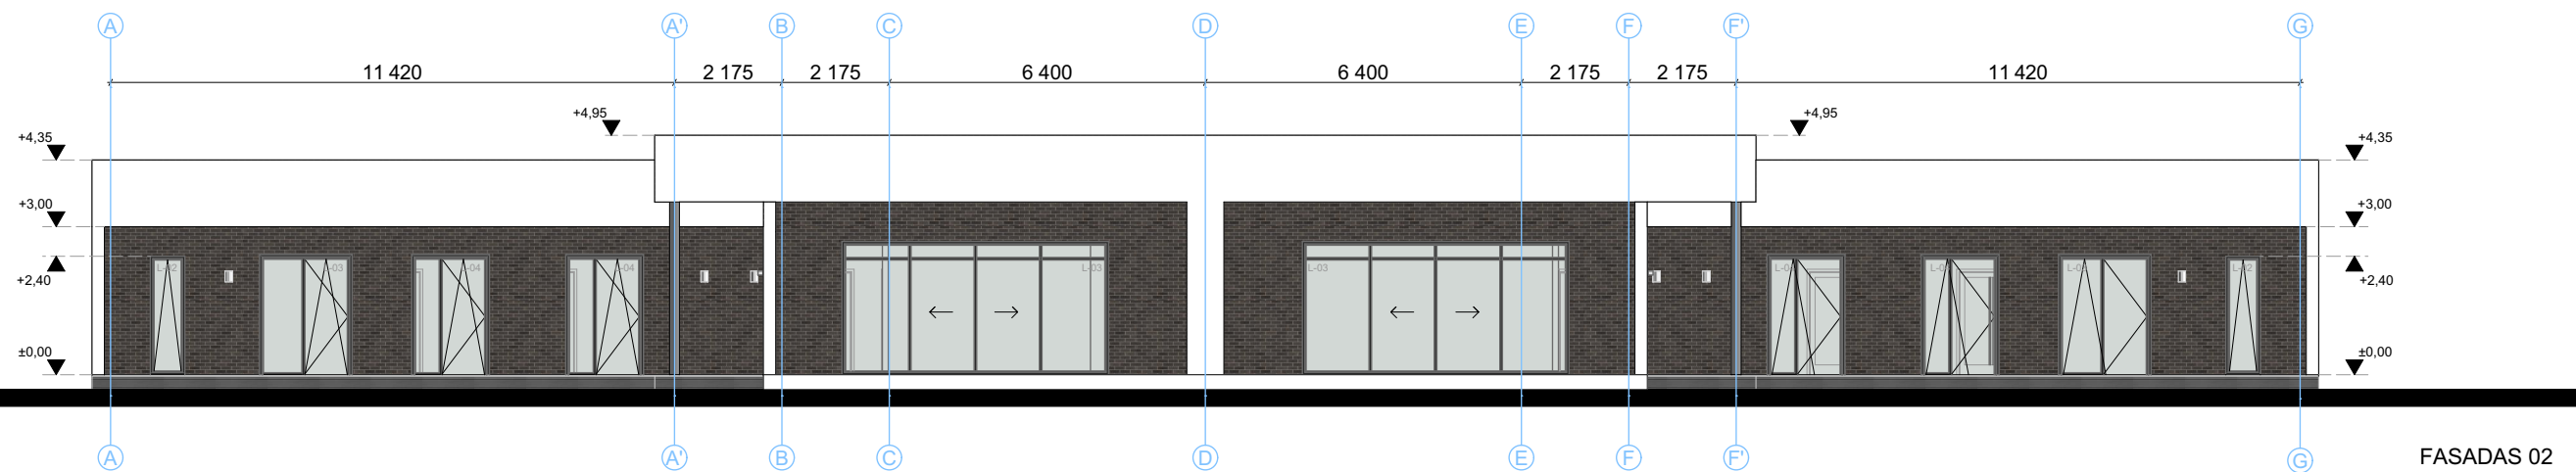 A A' B C D E F F' G
11 420 2 175 2 175 6 400 6 400 2 175 2 175 11 420
+4,95 +4,95
+4,35 +4,35
+3,00 +3,00
L-03 L-04 L-04 L-03 L-03
+2,40 +2,40
±0,00 ±0,00
A A' B C D E F F' G
FASADAS 02